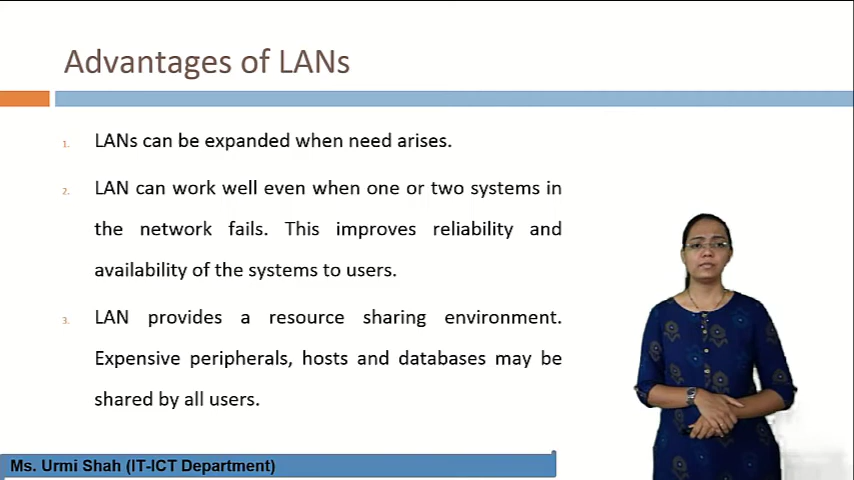 Advantages of LANs
1. LANs can be expanded when need arises.
2. LAN can work well even when one or two systems in
the network fails. This improves reliability and
availability of the systems to users.
3. LAN provides a resource sharing environment.
Expensive peripherals, hosts and databases may be
shared by all users.
Ms. Urmi Shah (IT-ICT Department)